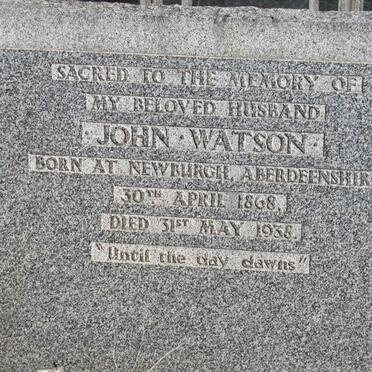 SACRED TO THE MEMORY OF
MY BELOVED HUSBAND
· JOHN · WATSON ·
BORN AT NEWBURGH, ABERDEENSHIR
30TH APRIL 1868,
DIED 31ST MAY 1938.
"Until the day dawns"